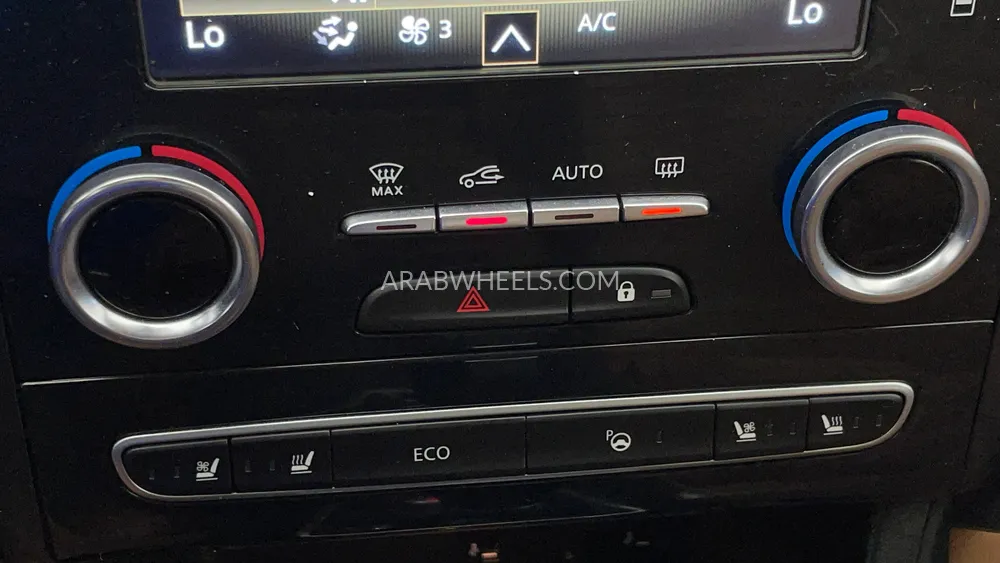 Lo
3
A/C
Lo
MAX
AUTO
ARABWHEELS.COM
ECO
P